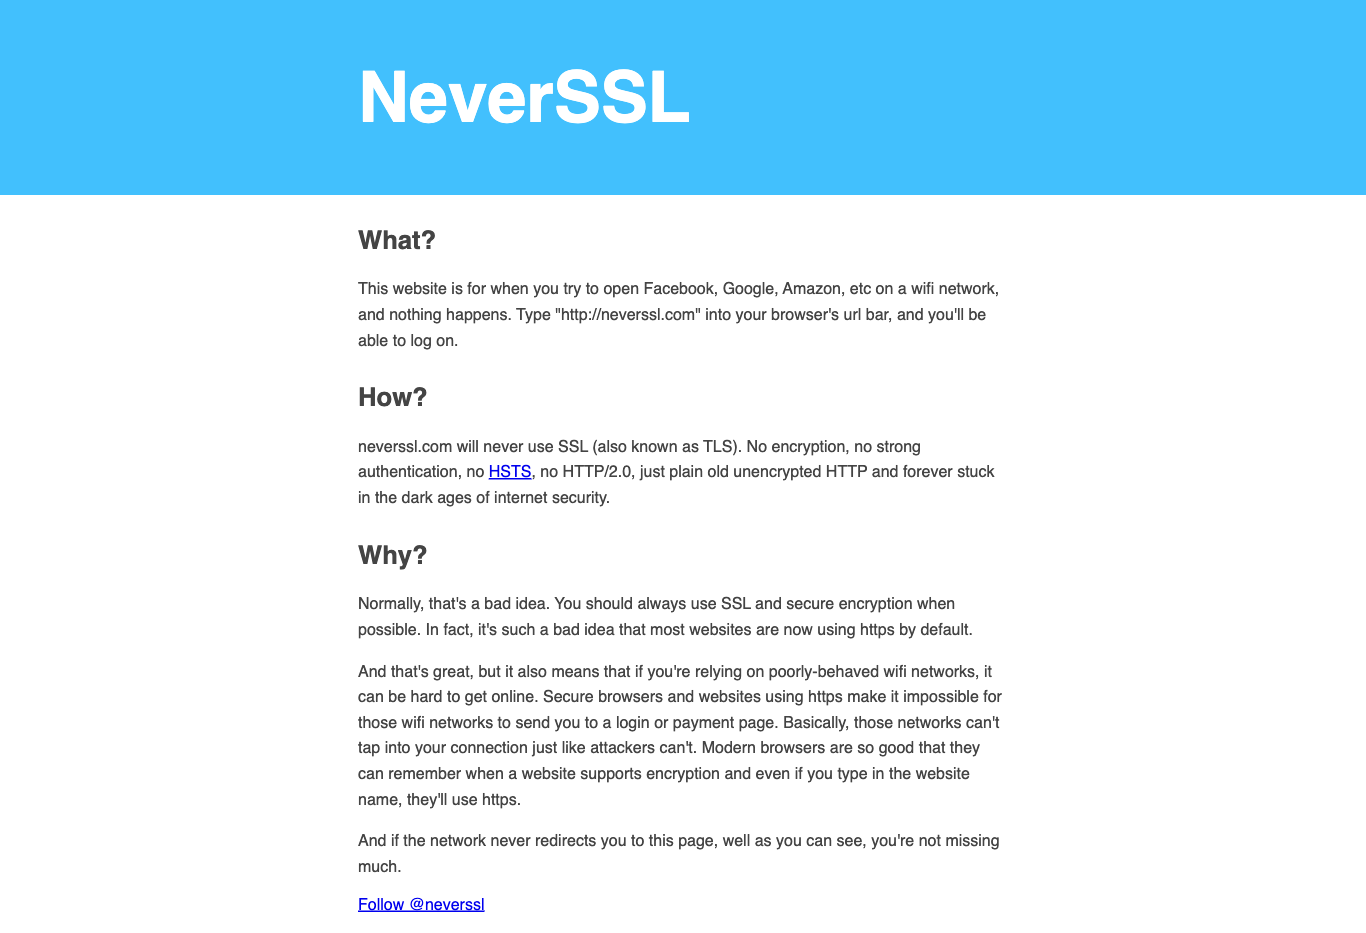 NeverSSL
What?
This website is for when you try to open Facebook, Google, Amazon, etc on a wifi network,
and nothing happens. Type "http://neverssl.com" into your browser's url bar, and you'll be
able to log on.
How?
neverssl.com will never use SSL (also known as TLS). No encryption, no strong
authentication, no HSTS, no HTTP/2.0, just plain old unencrypted HTTP and forever stuck
in the dark ages of internet security.
Why?
Normally, that's a bad idea. You should always use SSL and secure encryption when
possible. In fact, it's such a bad idea that most websites are now using https by default.
And that's great, but it also means that if you're relying on poorly-behaved wifi networks, it
can be hard to get online. Secure browsers and websites using https make it impossible for
those wifi networks to send you to a login or payment page. Basically, those networks can't
tap into your connection just like attackers can't. Modern browsers are so good that they
can remember when a website supports encryption and even if you type in the website
name, they'll use https.
And if the network never redirects you to this page, well as you can see, you're not missing
much.
Follow @neverssl